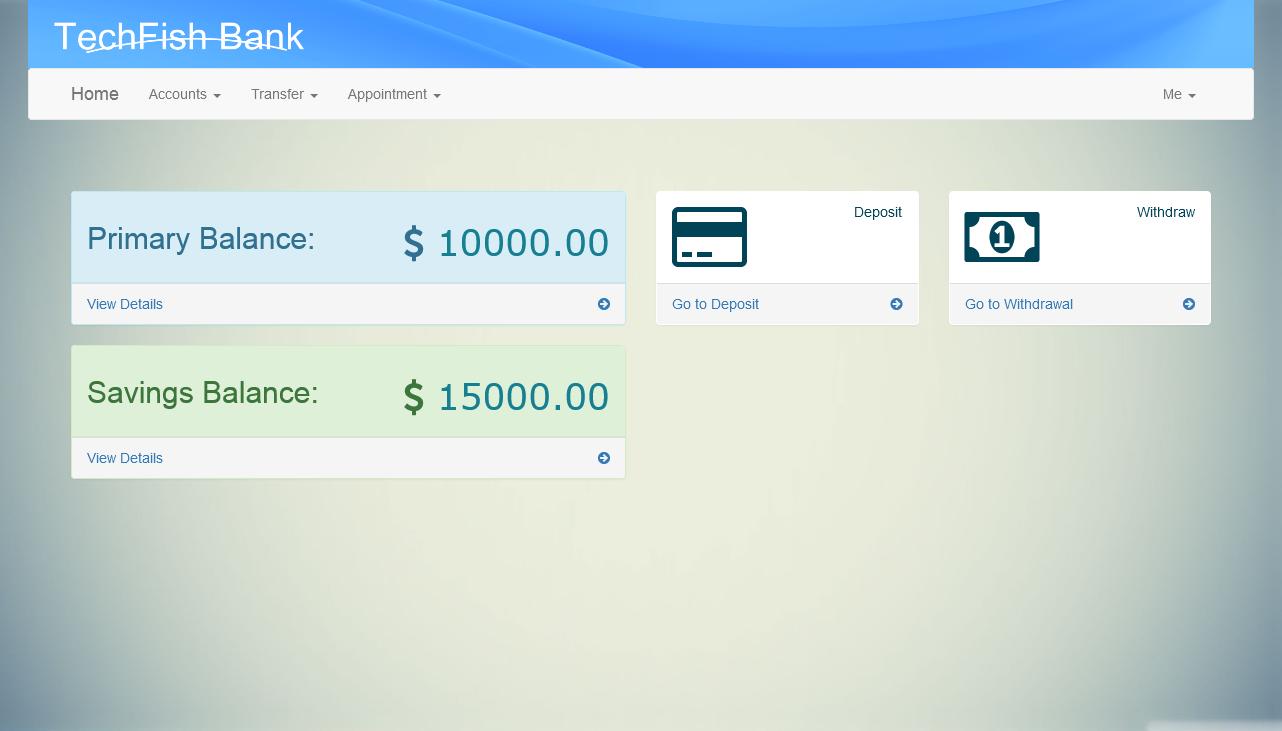 TechFish Bank
Home Accounts Transfer Appointment Me
Primary Balance: $ 10000.00
View Details
Deposit
Go to Deposit
1
Withdraw
Go to Withdrawal
Savings Balance: $ 15000.00
View Details